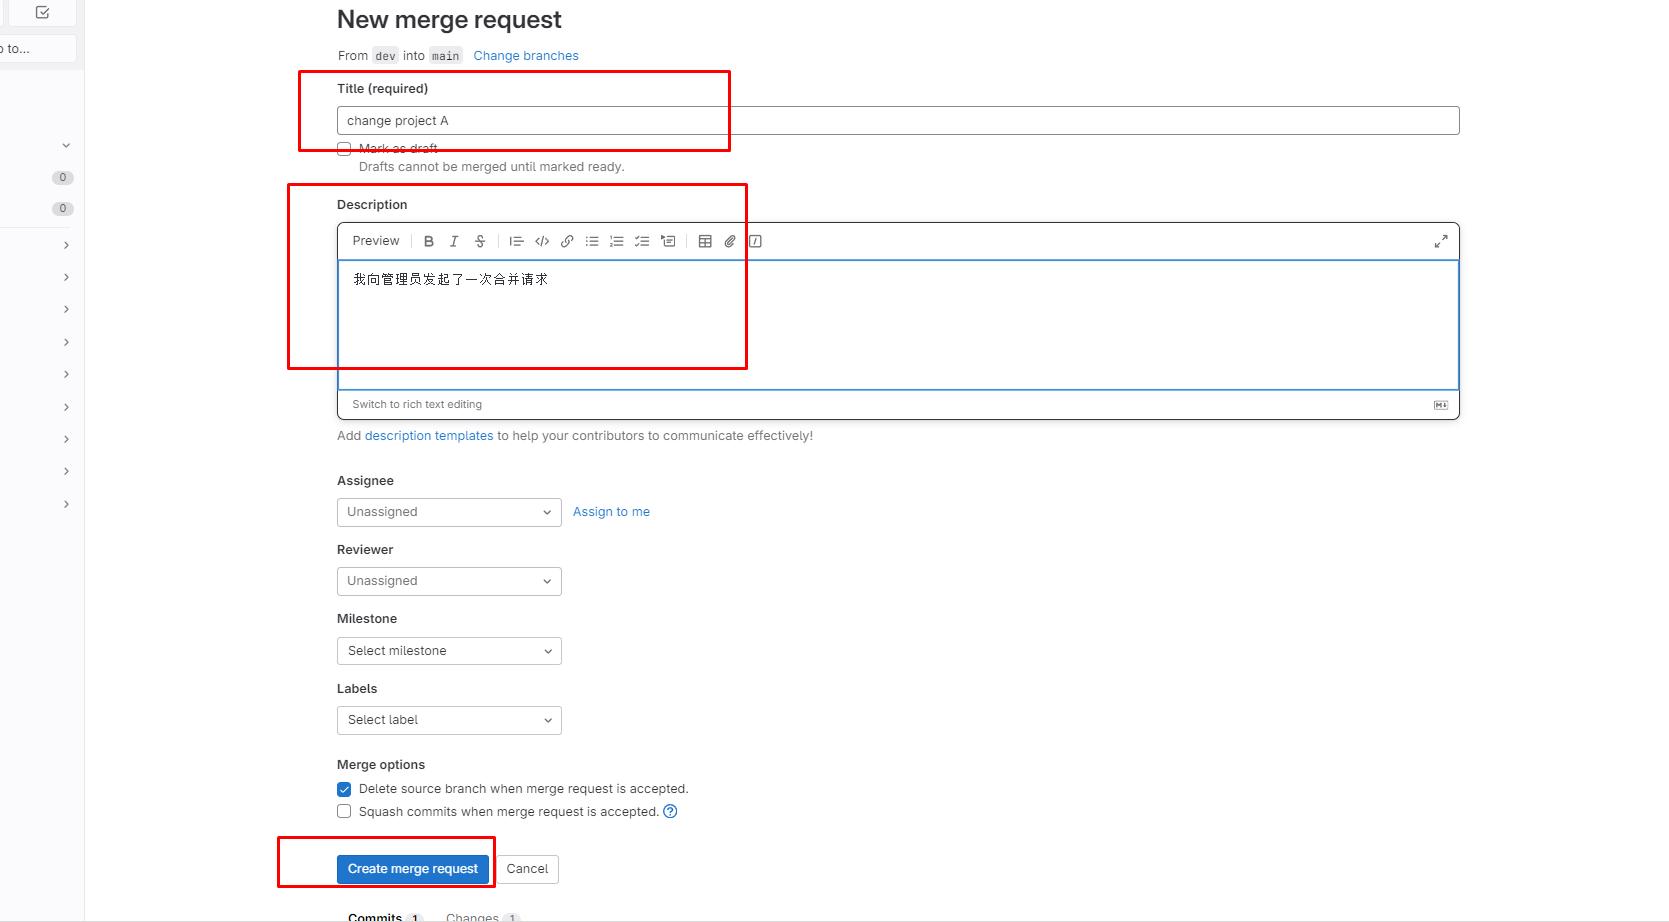 New merge request
to...
From dev into main Change branches
Title (required)
change project A
Mark as draft
Drafts cannot be merged until marked ready.
0
0
Description
Preview
我向管理员发起了一次合并请求
Switch to rich text editing
Add description templates to help your contributors to communicate effectively!
Assignee
Unassigned Assign to me
Reviewer
Unassigned
Milestone
Select milestone
Labels
Select label
Merge options
Delete source branch when merge request is accepted.
Squash commits when merge request is accepted.
Create merge request Cancel
Commits 1 Changes 1